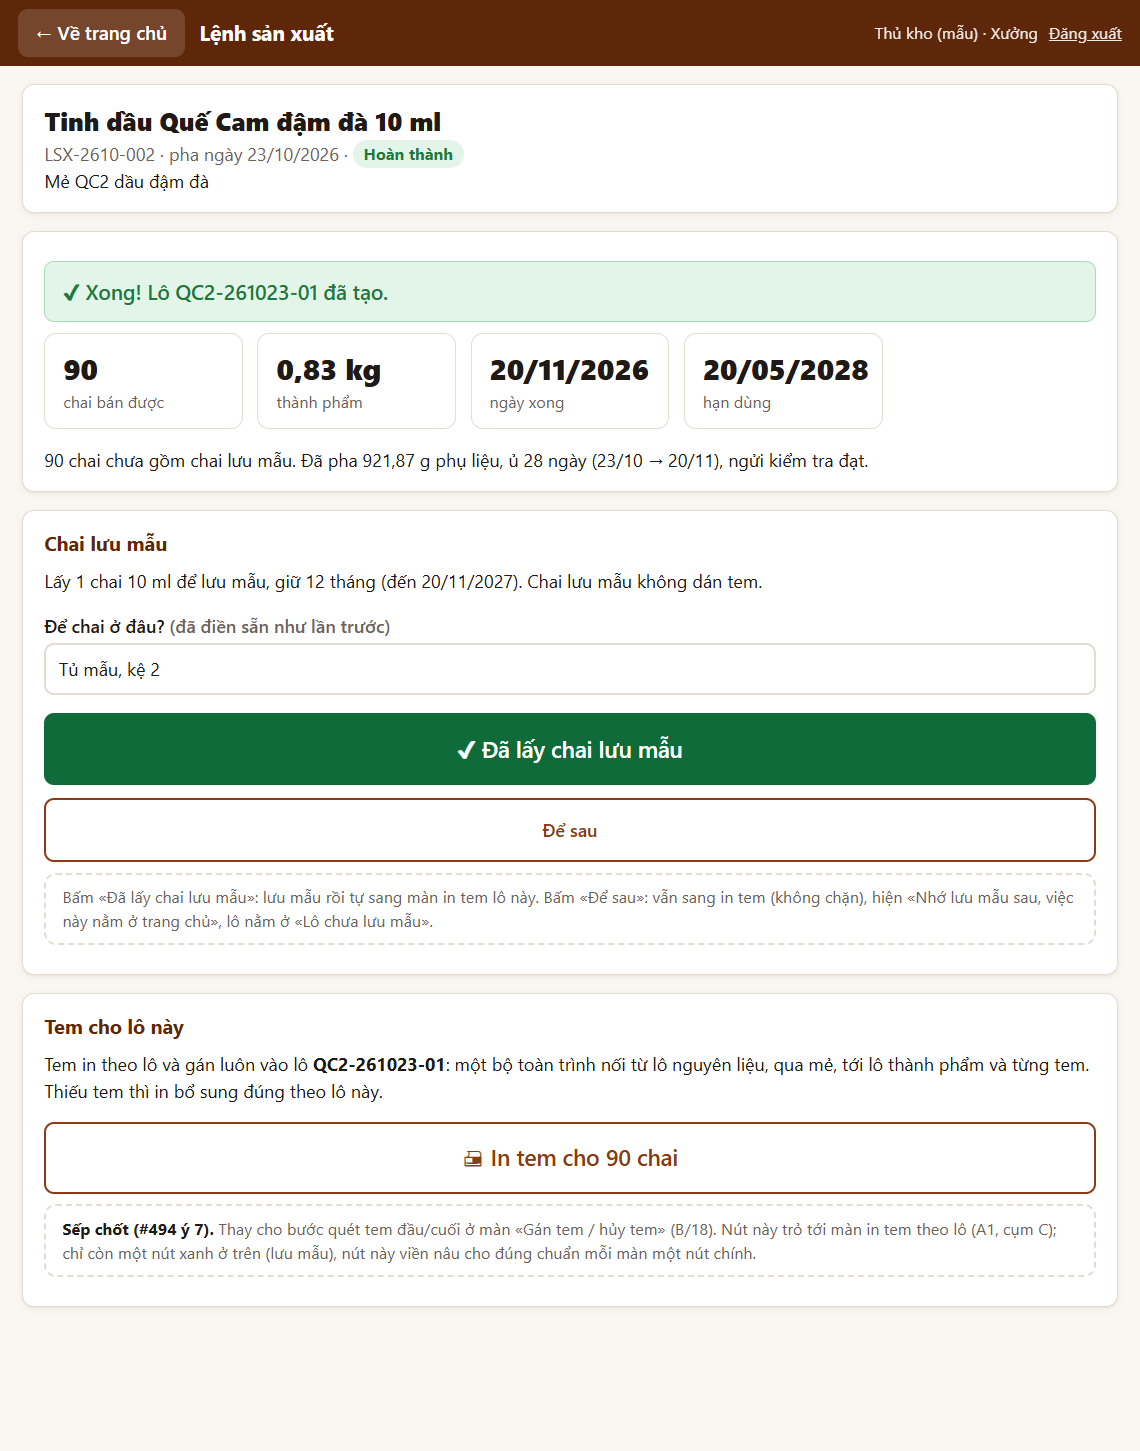 ← Về trang chủ
Lệnh sản xuất
Thủ kho (mẫu) · Xưởng Đăng xuất
Tinh dầu Quế Cam đậm đà 10 ml
LSX-2610-002 · pha ngày 23/10/2026 · Hoàn thành
Mẻ QC2 dầu đậm đà
✔ Xong! Lô QC2-261023-01 đã tạo.
90
chai bán được
0,83 kg
thành phẩm
20/11/2026
ngày xong
20/05/2028
hạn dùng
90 chai chưa gồm chai lưu mẫu. Đã pha 921,87 g phụ liệu, ủ 28 ngày (23/10 → 20/11), ngửi kiểm tra đạt.
Chai lưu mẫu
Lấy 1 chai 10 ml để lưu mẫu, giữ 12 tháng (đến 20/11/2027). Chai lưu mẫu không dán tem.
Để chai ở đâu? (đã điền sẵn như lần trước)
Tủ mẫu, kệ 2
✔ Đã lấy chai lưu mẫu
Để sau
Bấm «Đã lấy chai lưu mẫu»: lưu mẫu rồi tự sang màn in tem lô này. Bấm «Để sau»: vẫn sang in tem (không chặn), hiện «Nhớ lưu mẫu sau, việc
này nằm ở trang chủ», lô nằm ở «Lô chưa lưu mẫu».
Tem cho lô này
Tem in theo lô và gán luôn vào lô QC2-261023-01: một bộ toàn trình nối từ lô nguyên liệu, qua mẻ, tới lô thành phẩm và từng tem.
Thiếu tem thì in bổ sung đúng theo lô này.
In tem cho 90 chai
Sếp chốt (#494 ý 7). Thay cho bước quét tem đầu/cuối ở màn «Gán tem / hủy tem» (B/18). Nút này trỏ tới màn in tem theo lô (A1, cụm C);
chỉ còn một nút xanh ở trên (lưu mẫu), nút này viền nâu cho đúng chuẩn mỗi màn một nút chính.